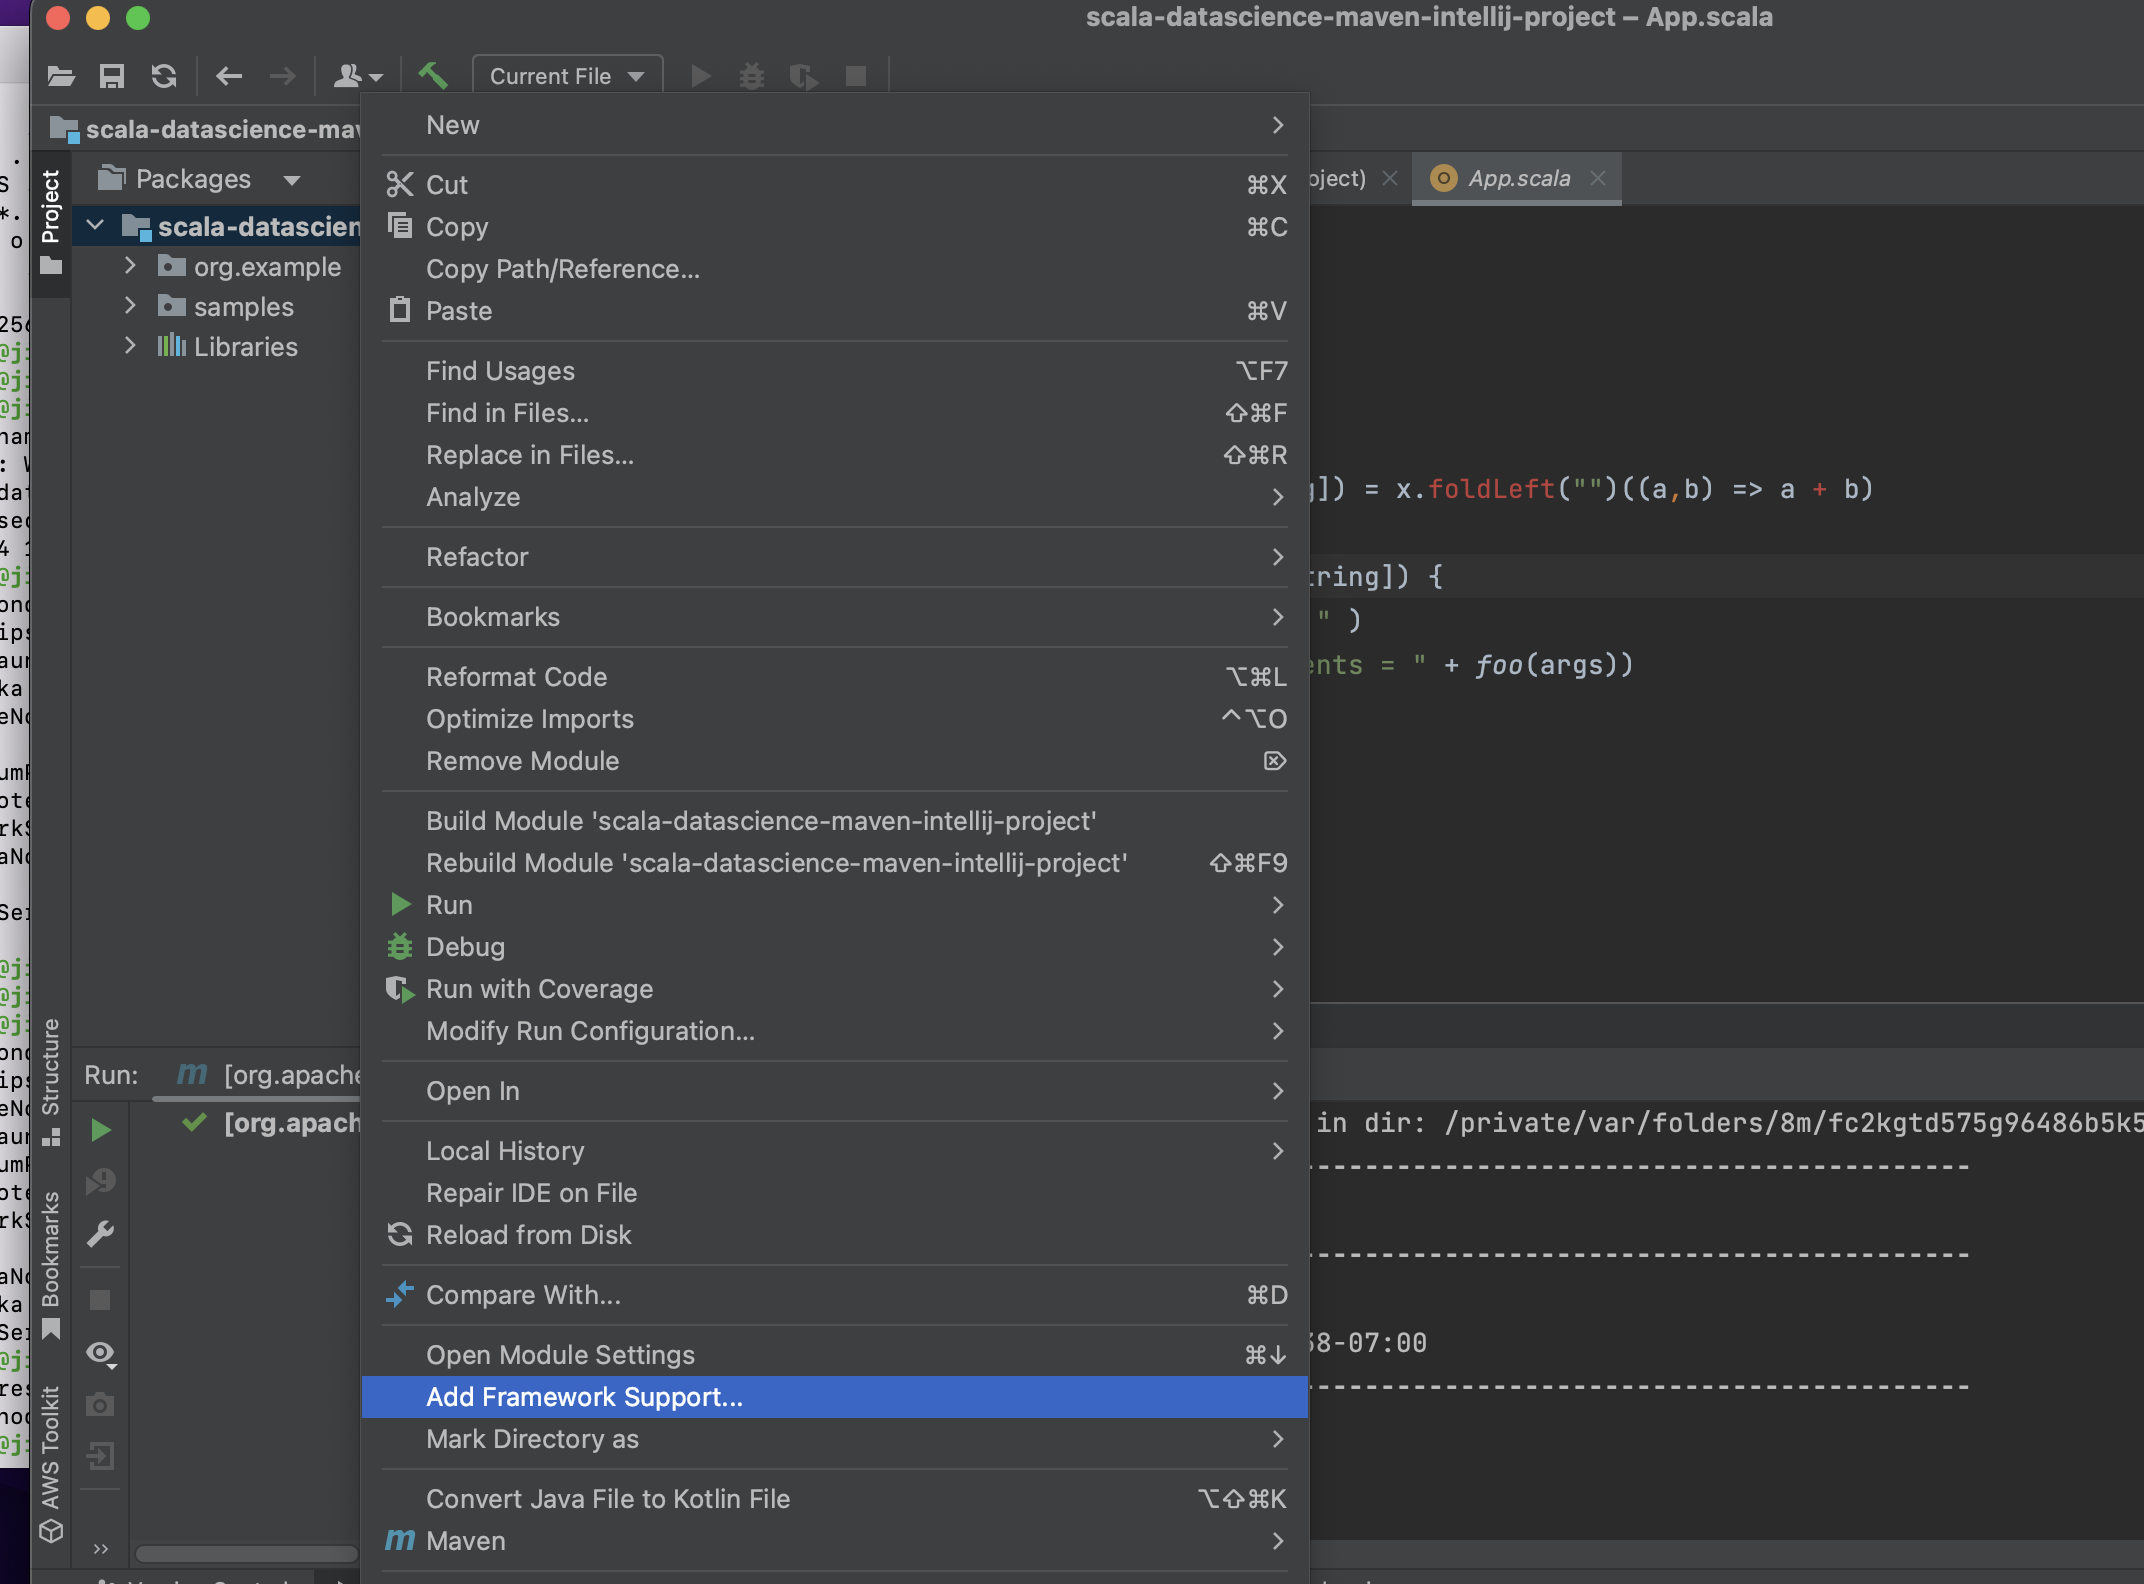 scala-datascience-maven-intellij-project – App.scala
Current File
scala-datascience-mav
Packages
oject)
App.scala
Project
scala-datascien
org.example
samples
Libraries
New
Cut ⌘X
Copy ⌘C
Copy Path/Reference...
Paste ⌘V
Find Usages ⌥F7
Find in Files... ⇧⌘F
Replace in Files... ⇧⌘R
Analyze
Refactor
Bookmarks
Reformat Code ⌥⌘L
Optimize Imports ^⌥O
Remove Module ⌦
Build Module 'scala-datascience-maven-intellij-project'
Rebuild Module 'scala-datascience-maven-intellij-project' ⇧⌘F9
Run
Debug
Run with Coverage
Modify Run Configuration...
Open In
Local History
Repair IDE on File
Reload from Disk
Compare With... ⌘D
Open Module Settings ⌘↓
Add Framework Support...
Mark Directory as
Convert Java File to Kotlin File ⌥⇧⌘K
Maven
g]) = x.foldLeft("")((a,b) => a + b)
tring]) {
" )
ents = " + foo(args))
Structure
Bookmarks
AWS Toolkit
Run:
[org.apache
[org.apach
in dir: /private/var/folders/8m/fc2kgtd575g96486b5k5
------------------------------------------
------------------------------------------
58-07:00
------------------------------------------